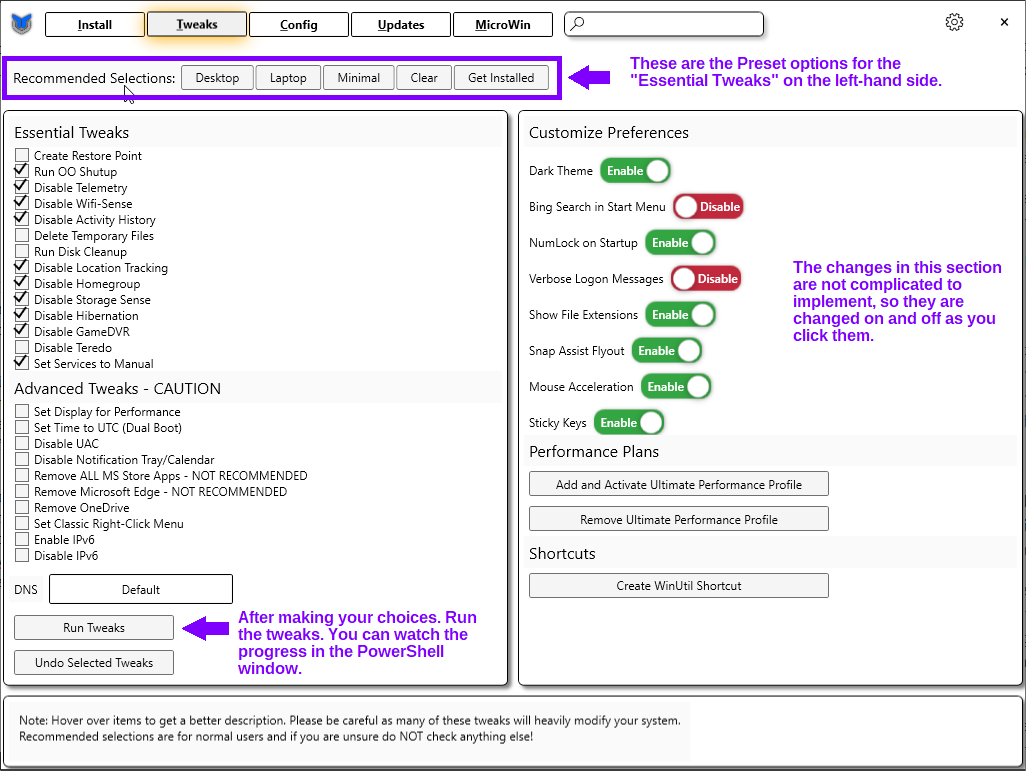 Install
Tweaks
Config
Updates
MicroWin
Recommended Selections:
Desktop
Laptop
Minimal
Clear
Get Installed
These are the Preset options for the
"Essential Tweaks" on the left-hand side.
Essential Tweaks
Create Restore Point
Run OO Shutup
Disable Telemetry
Disable Wifi-Sense
Disable Activity History
Delete Temporary Files
Run Disk Cleanup
Disable Location Tracking
Disable Homegroup
Disable Storage Sense
Disable Hibernation
Disable GameDVR
Disable Teredo
Set Services to Manual
Advanced Tweaks - CAUTION
Set Display for Performance
Set Time to UTC (Dual Boot)
Disable UAC
Disable Notification Tray/Calendar
Remove ALL MS Store Apps - NOT RECOMMENDED
Remove Microsoft Edge - NOT RECOMMENDED
Remove OneDrive
Set Classic Right-Click Menu
Enable IPv6
Disable IPv6
DNS
Default
Run Tweaks
After making your choices. Run
the tweaks. You can watch the
progress in the PowerShell
window.
Undo Selected Tweaks
Customize Preferences
Dark Theme Enable
Bing Search in Start Menu Disable
NumLock on Startup Enable
Verbose Logon Messages Disable
Show File Extensions Enable
Snap Assist Flyout Enable
Mouse Acceleration Enable
Sticky Keys Enable
The changes in this section
are not complicated to
implement, so they are
changed on and off as you
click them.
Performance Plans
Add and Activate Ultimate Performance Profile
Remove Ultimate Performance Profile
Shortcuts
Create WinUtil Shortcut
Note: Hover over items to get a better description. Please be careful as many of these tweaks will heavily modify your system.
Recommended selections are for normal users and if you are unsure do NOT check anything else!